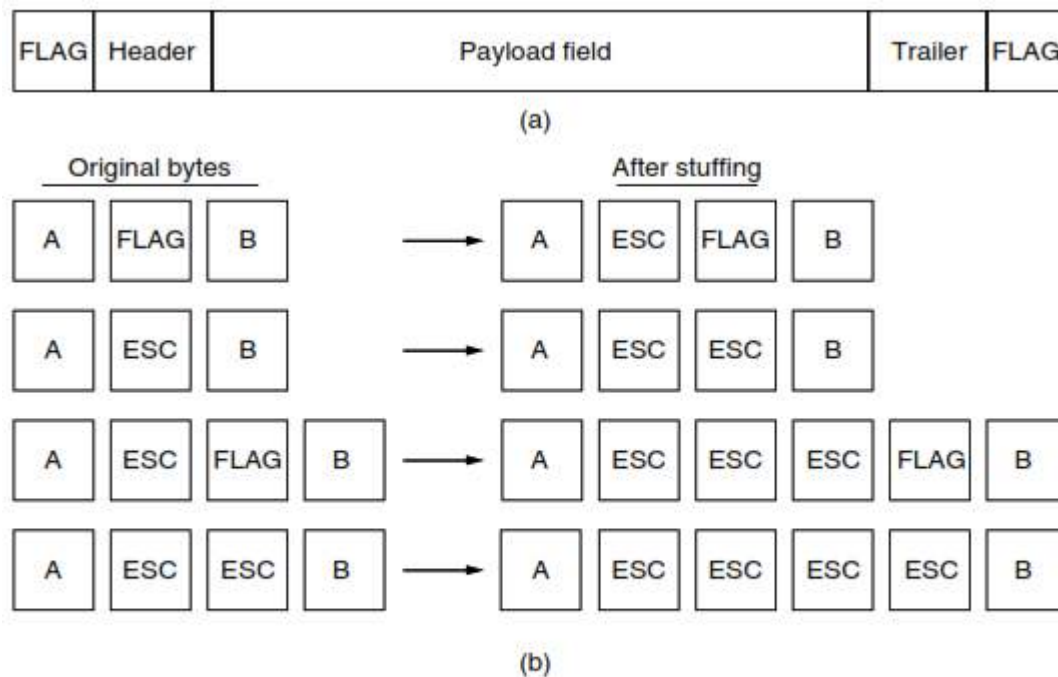 FLAG Header Payload field Trailer FLAG
(a)
Original bytes After stuffing
A FLAG B A ESC FLAG B
A ESC B A ESC ESC B
A ESC FLAG B A ESC ESC ESC FLAG B
A ESC ESC B A ESC ESC ESC ESC B
(b)